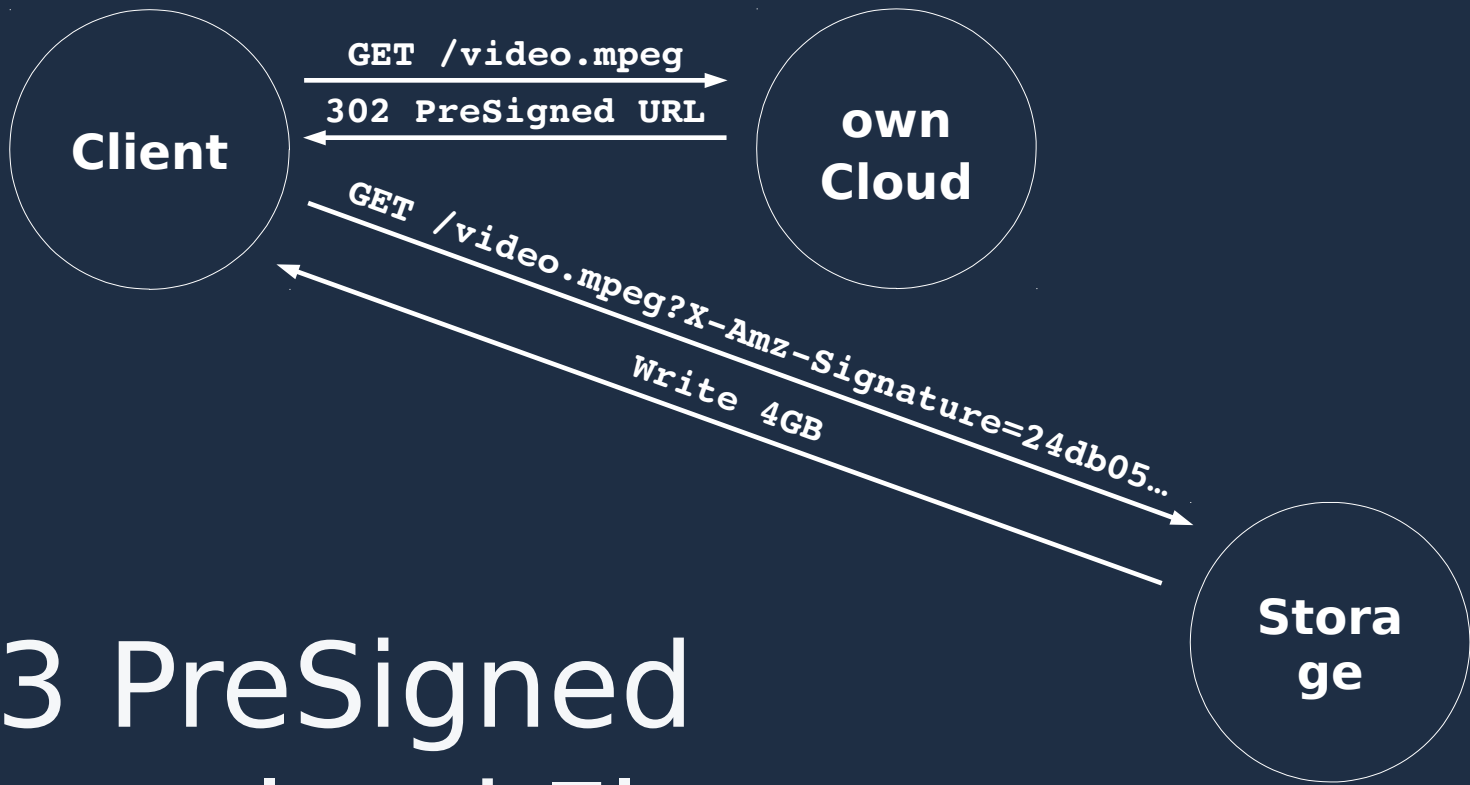 GET /video.mpeg
302 PreSigned URL
Client
own
Cloud
GET /video.mpeg?X-Amz-Signature=24db05…
Write 4GB
Stora
ge
3 PreSigned